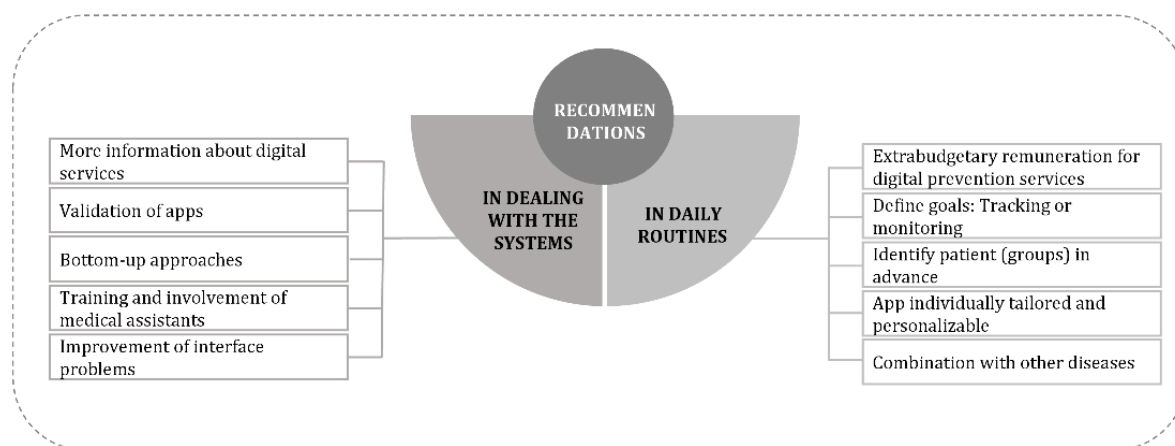 RECOMMEN
DATIONS
IN DEALING
WITH THE
SYSTEMS
IN DAILY
ROUTINES
More information about digital
services
Validation of apps
Bottom-up approaches
Training and involvement of
medical assistants
Improvement of interface
problems
Extrabudgetary remuneration for
digital prevention services
Define goals: Tracking or
monitoring
Identify patient (groups) in
advance
App individually tailored and
personalizable
Combination with other diseases